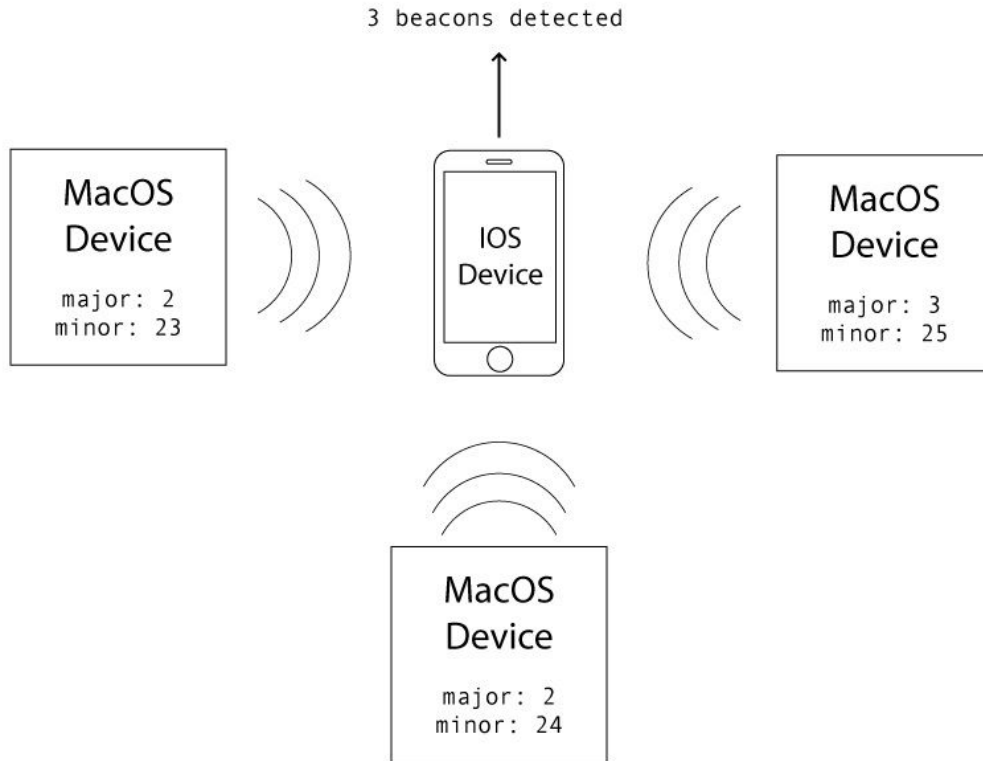 3 beacons detected
MacOS
Device
major: 2
minor: 23
IOS
Device
MacOS
Device
major: 3
minor: 25
MacOS
Device
major: 2
minor: 24